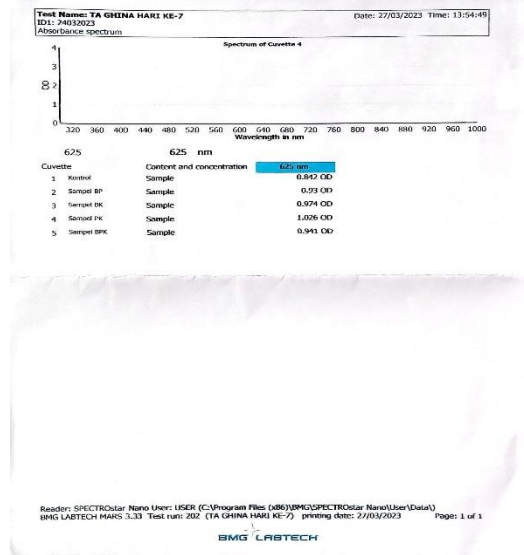 Test Name: TA GHINA HARI KE-7 Date: 27/03/2023 Time: 13:54:49
ID1: 24032023
Absorbance spectrum
Spectrum of Cuvette 4
4
3
2
1
0
OD
320 360 400 440 480 520 560 600 640 680 720 760 800 840 880 920 960 1000
Wavelength in nm
625 625 nm
Cuvette Content and concentration 625 nm
1 Kontrol Sample 0.842 OD
2 Sampel BP Sample 0.93 OD
3 Sampel BK Sample 0.974 OD
4 Sampel PK Sample 1.026 OD
5 Sampel BPK Sample 0.941 OD
Reader: SPECTROstar Nano User: USER (C:\Program Files (x86)\BMG\SPECTROstar Nano\User\Data\)
BMG LABTECH MARS 3.33 Test run: 202 (TA GHINA HARI KE-7) printing date: 27/03/2023 Page: 1 of 1
BMG LABTECH